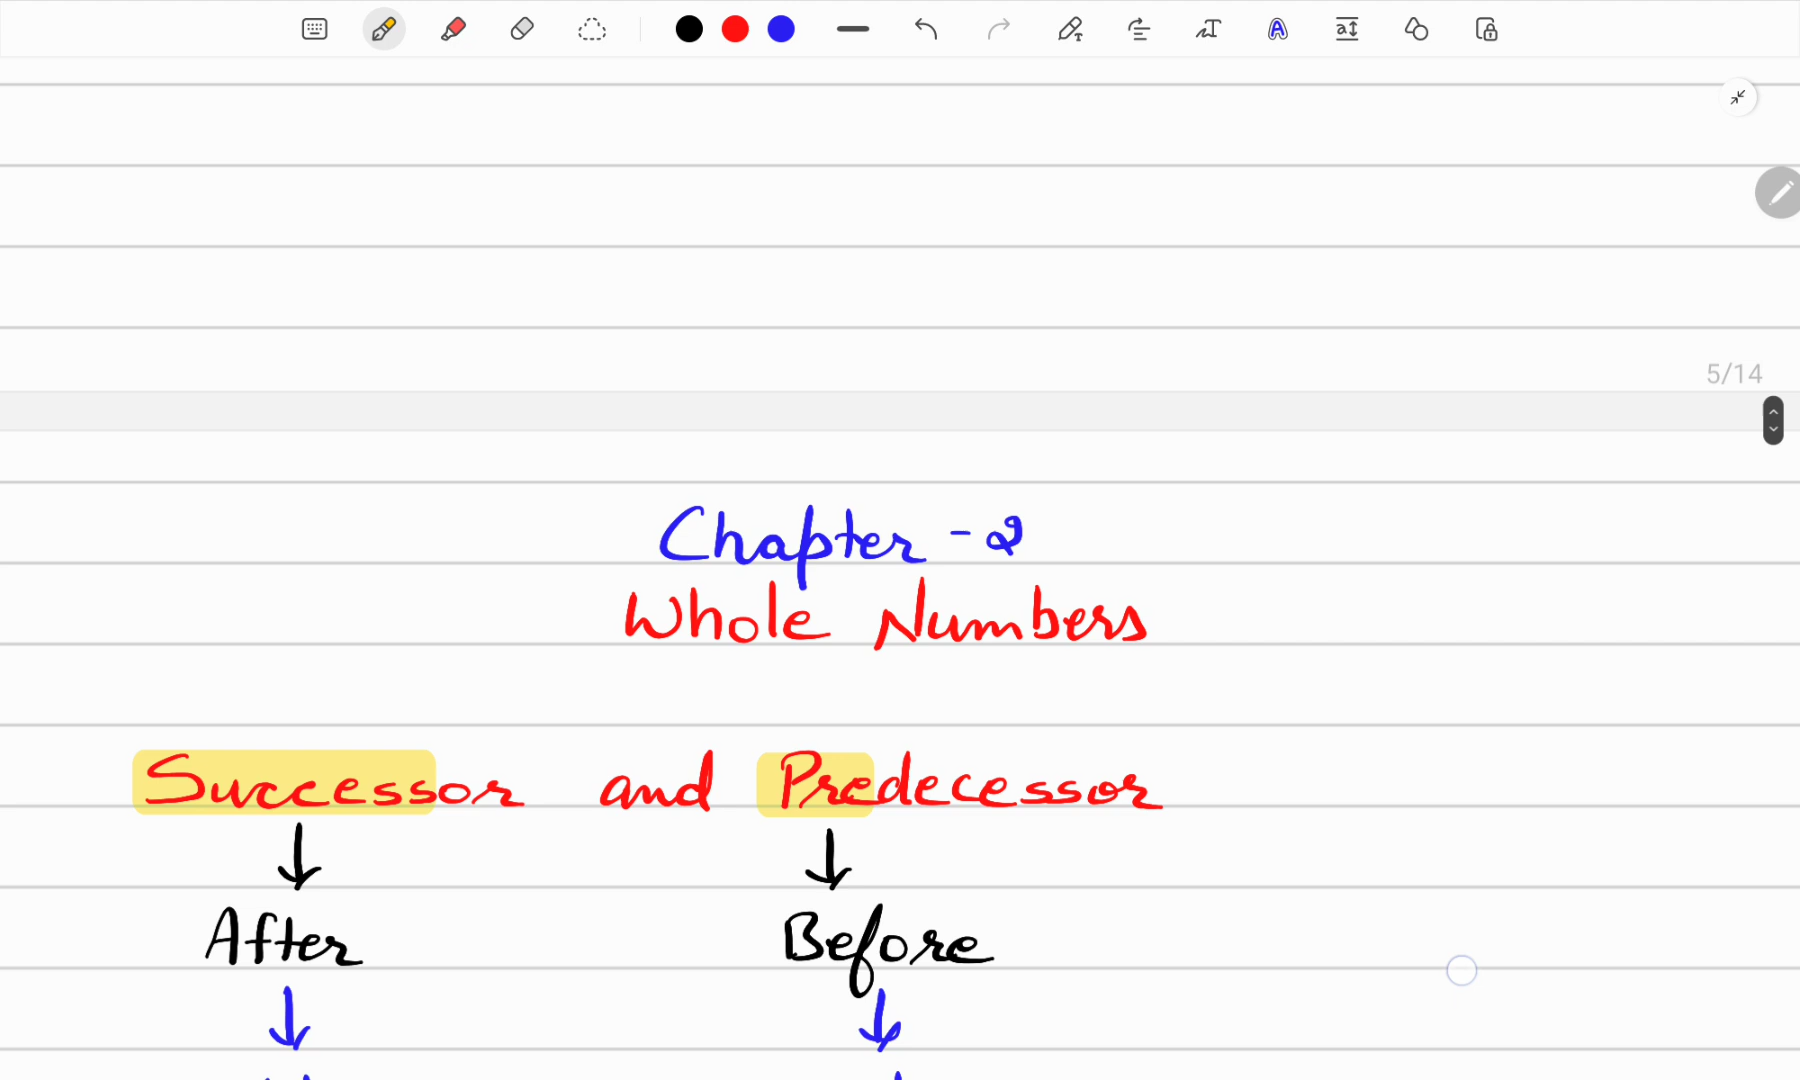 5/14
Chapter - 2
Whole Numbers
Successor and Predecessor
↓ ↓
After Before
↓ ↓